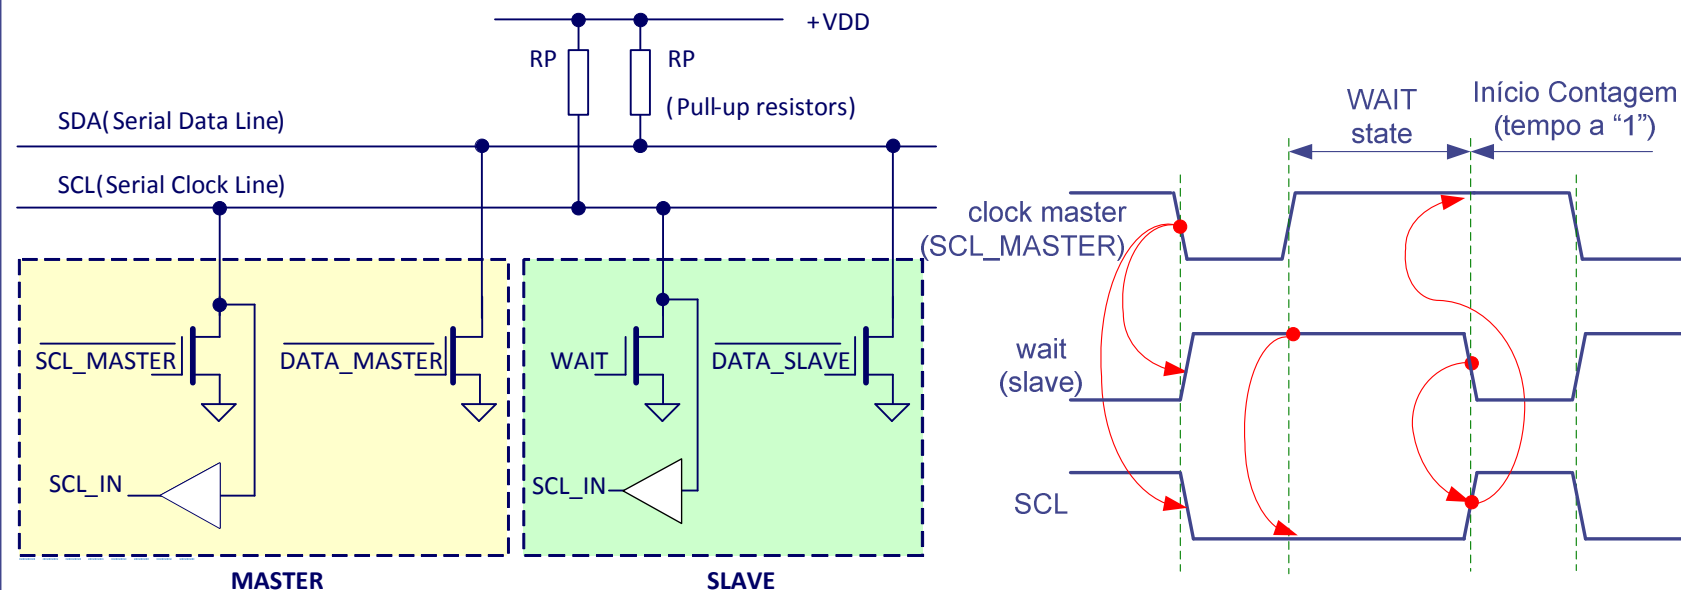 +VDD
RP
RP
(Pull-up resistors)
SDA(Serial Data Line)
SCL(Serial Clock Line)
SCL_MASTER
DATA_MASTER
WAIT
DATA_SLAVE
SCL_IN
SCL_IN
MASTER
SLAVE
WAIT
state
Início Contagem
(tempo a “1”)
clock master
(SCL_MASTER)
wait
(slave)
SCL